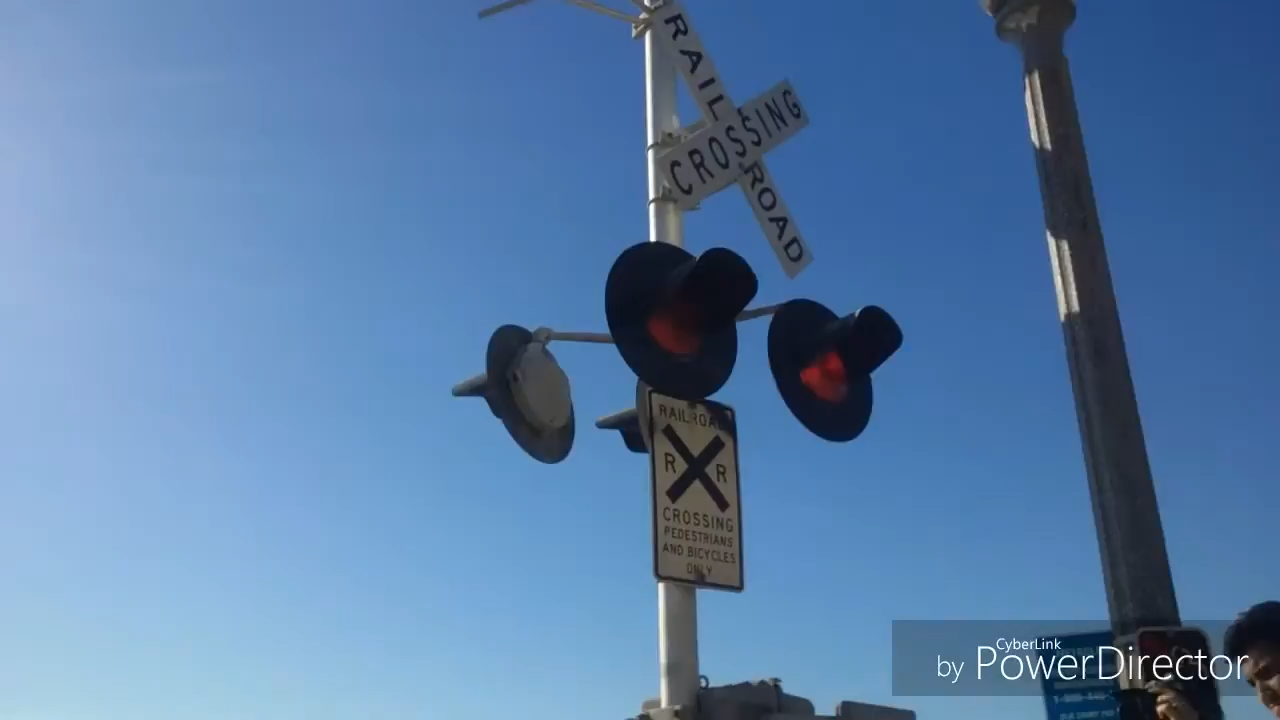 RAILROAD
CROSSING
RAILROAD
R R
CROSSING
PEDESTRIANS
AND BICYCLES
ONLY
CyberLink
by PowerDirector